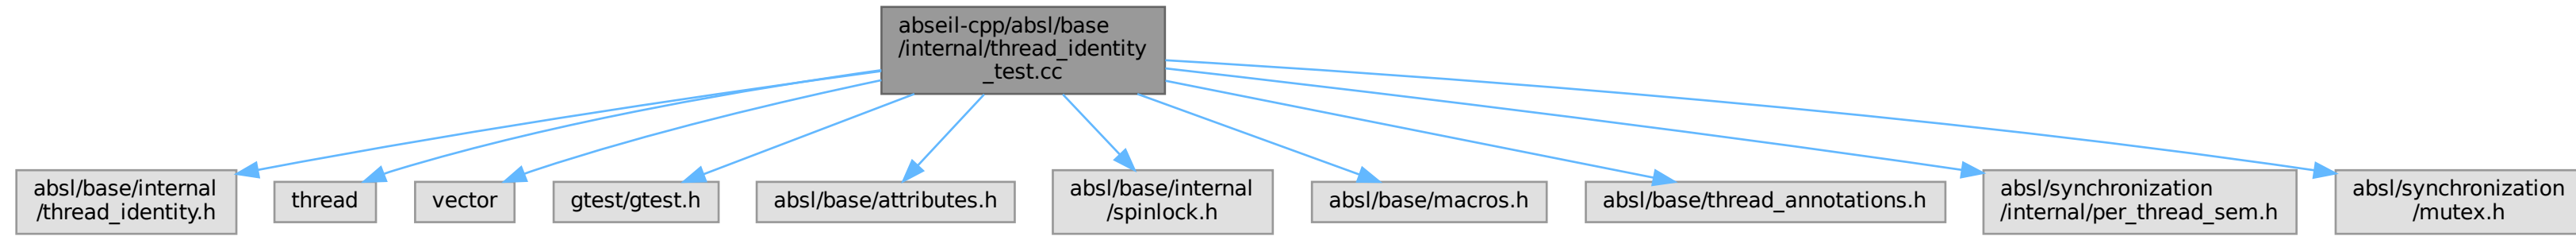 abseil-cpp/absl/base
/internal/thread_identity
_test.cc
absl/base/internal
/thread_identity.h
thread
vector
gtest/gtest.h
absl/base/attributes.h
absl/base/internal
/spinlock.h
absl/base/macros.h
absl/base/thread_annotations.h
absl/synchronization
/internal/per_thread_sem.h
absl/synchronization
/mutex.h